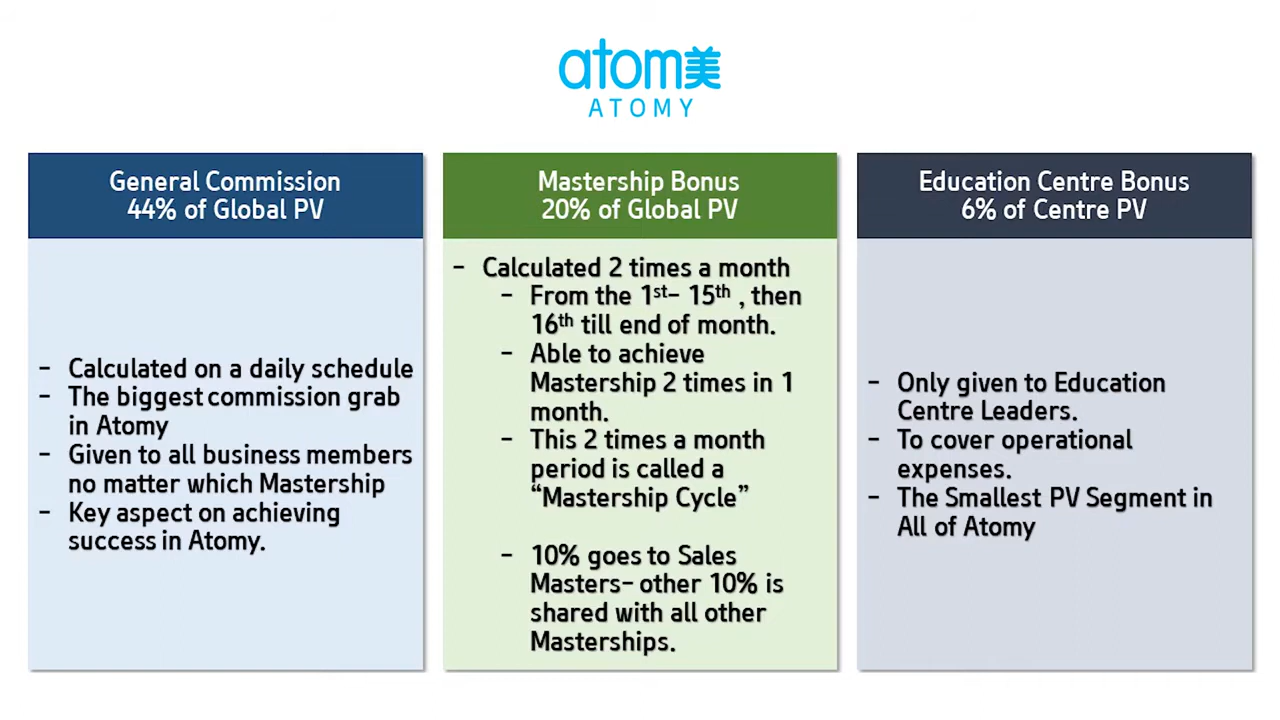 atom美
ATOMY
General Commission
44% of Global PV
- Calculated on a daily schedule
- The biggest commission grab
in Atomy
- Given to all business members
no matter which Mastership
- Key aspect on achieving
success in Atomy.
Mastership Bonus
20% of Global PV
- Calculated 2 times a month
- From the 1st– 15th , then
16th till end of month.
- Able to achieve
Mastership 2 times in 1
month.
- This 2 times a month
period is called a
“Mastership Cycle”
- 10% goes to Sales
Masters– other 10% is
shared with all other
Masterships.
Education Centre Bonus
6% of Centre PV
- Only given to Education
Centre Leaders.
- To cover operational
expenses.
- The Smallest PV Segment in
All of Atomy